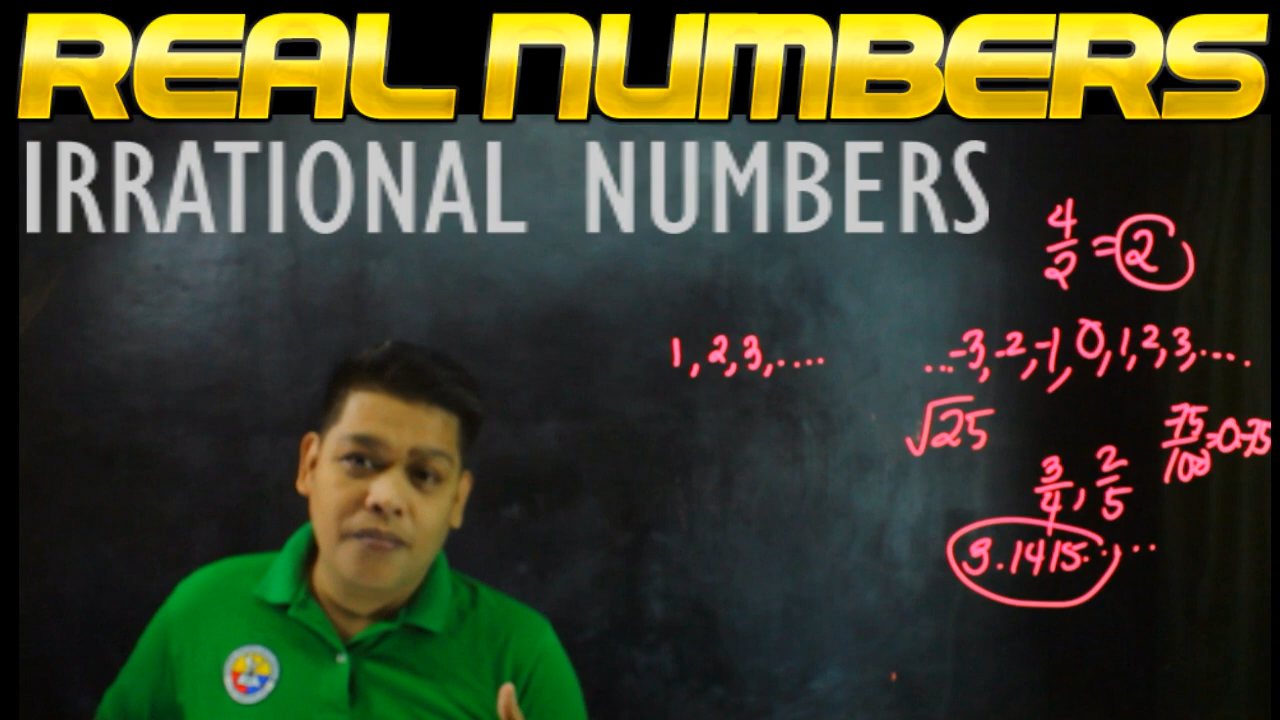 REAL NUMBERS
IRRATIONAL NUMBERS
4/2 = 2
1, 2, 3, ....
...-3, -2, -1, 0, 1, 2, 3, ....
√25
75/100 = 0.75
3/4, 2/5
3.1415.....